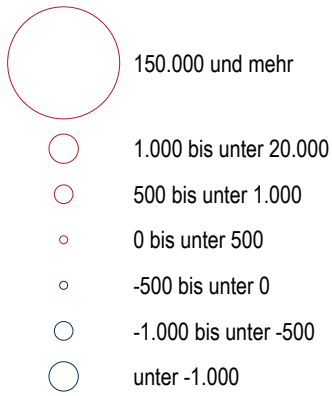 150.000 und mehr
1.000 bis unter 20.000
500 bis unter 1.000
0 bis unter 500
-500 bis unter 0
-1.000 bis unter -500
unter -1.000